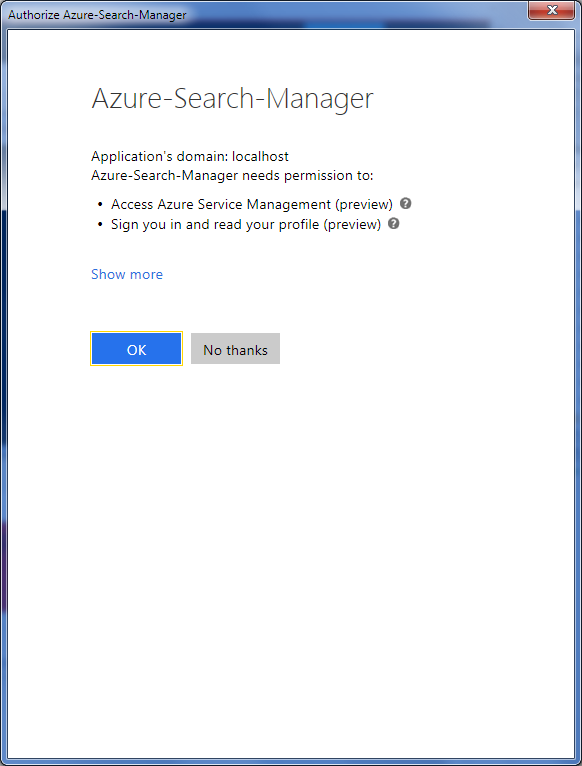 Authorize Azure-Search-Manager
Azure-Search-Manager
Application's domain: localhost
Azure-Search-Manager needs permission to:
• Access Azure Service Management (preview) ?
• Sign you in and read your profile (preview) ?
Show more
OK No thanks